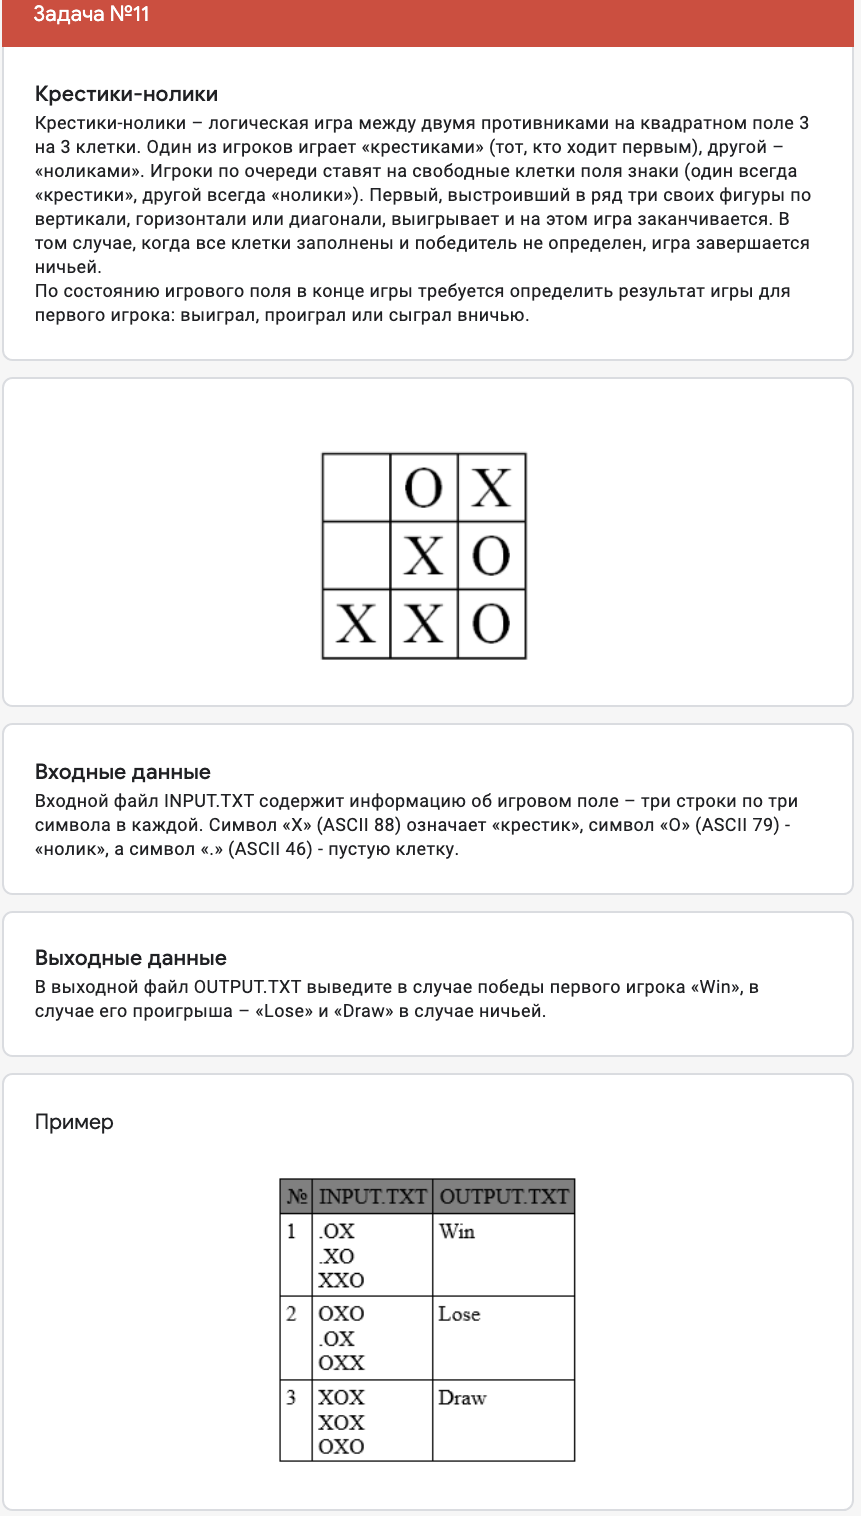 Задача №11
Крестики-нолики
Крестики-нолики – логическая игра между двумя противниками на квадратном поле 3
на 3 клетки. Один из игроков играет «крестиками» (тот, кто ходит первым), другой –
«ноликами». Игроки по очереди ставят на свободные клетки поля знаки (один всегда
«крестики», другой всегда «нолики»). Первый, выстроивший в ряд три своих фигуры по
вертикали, горизонтали или диагонали, выигрывает и на этом игра заканчивается. В
том случае, когда все клетки заполнены и победитель не определен, игра завершается
ничьей.
По состоянию игрового поля в конце игры требуется определить результат игры для
первого игрока: выиграл, проиграл или сыграл вничью.
O X
X O
X X O
Входные данные
Входной файл INPUT.TXT содержит информацию об игровом поле – три строки по три
символа в каждой. Символ «X» (ASCII 88) означает «крестик», символ «O» (ASCII 79) -
«нолик», а символ «.» (ASCII 46) - пустую клетку.
Выходные данные
В выходной файл OUTPUT.TXT выведите в случае победы первого игрока «Win», в
случае его проигрыша – «Lose» и «Draw» в случае ничьей.
Пример
№ INPUT.TXT OUTPUT.TXT
1 .OX Win
.XO
XXO
2 OXO Lose
.OX
OXX
3 XOX Draw
XOX
OXO